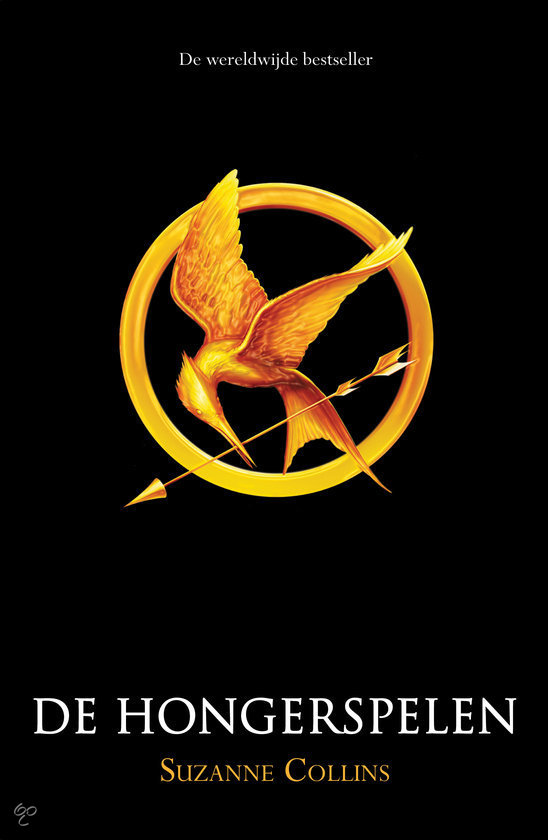 De wereldwijde bestseller
DE HONGERSPELEN
SUZANNE COLLINS